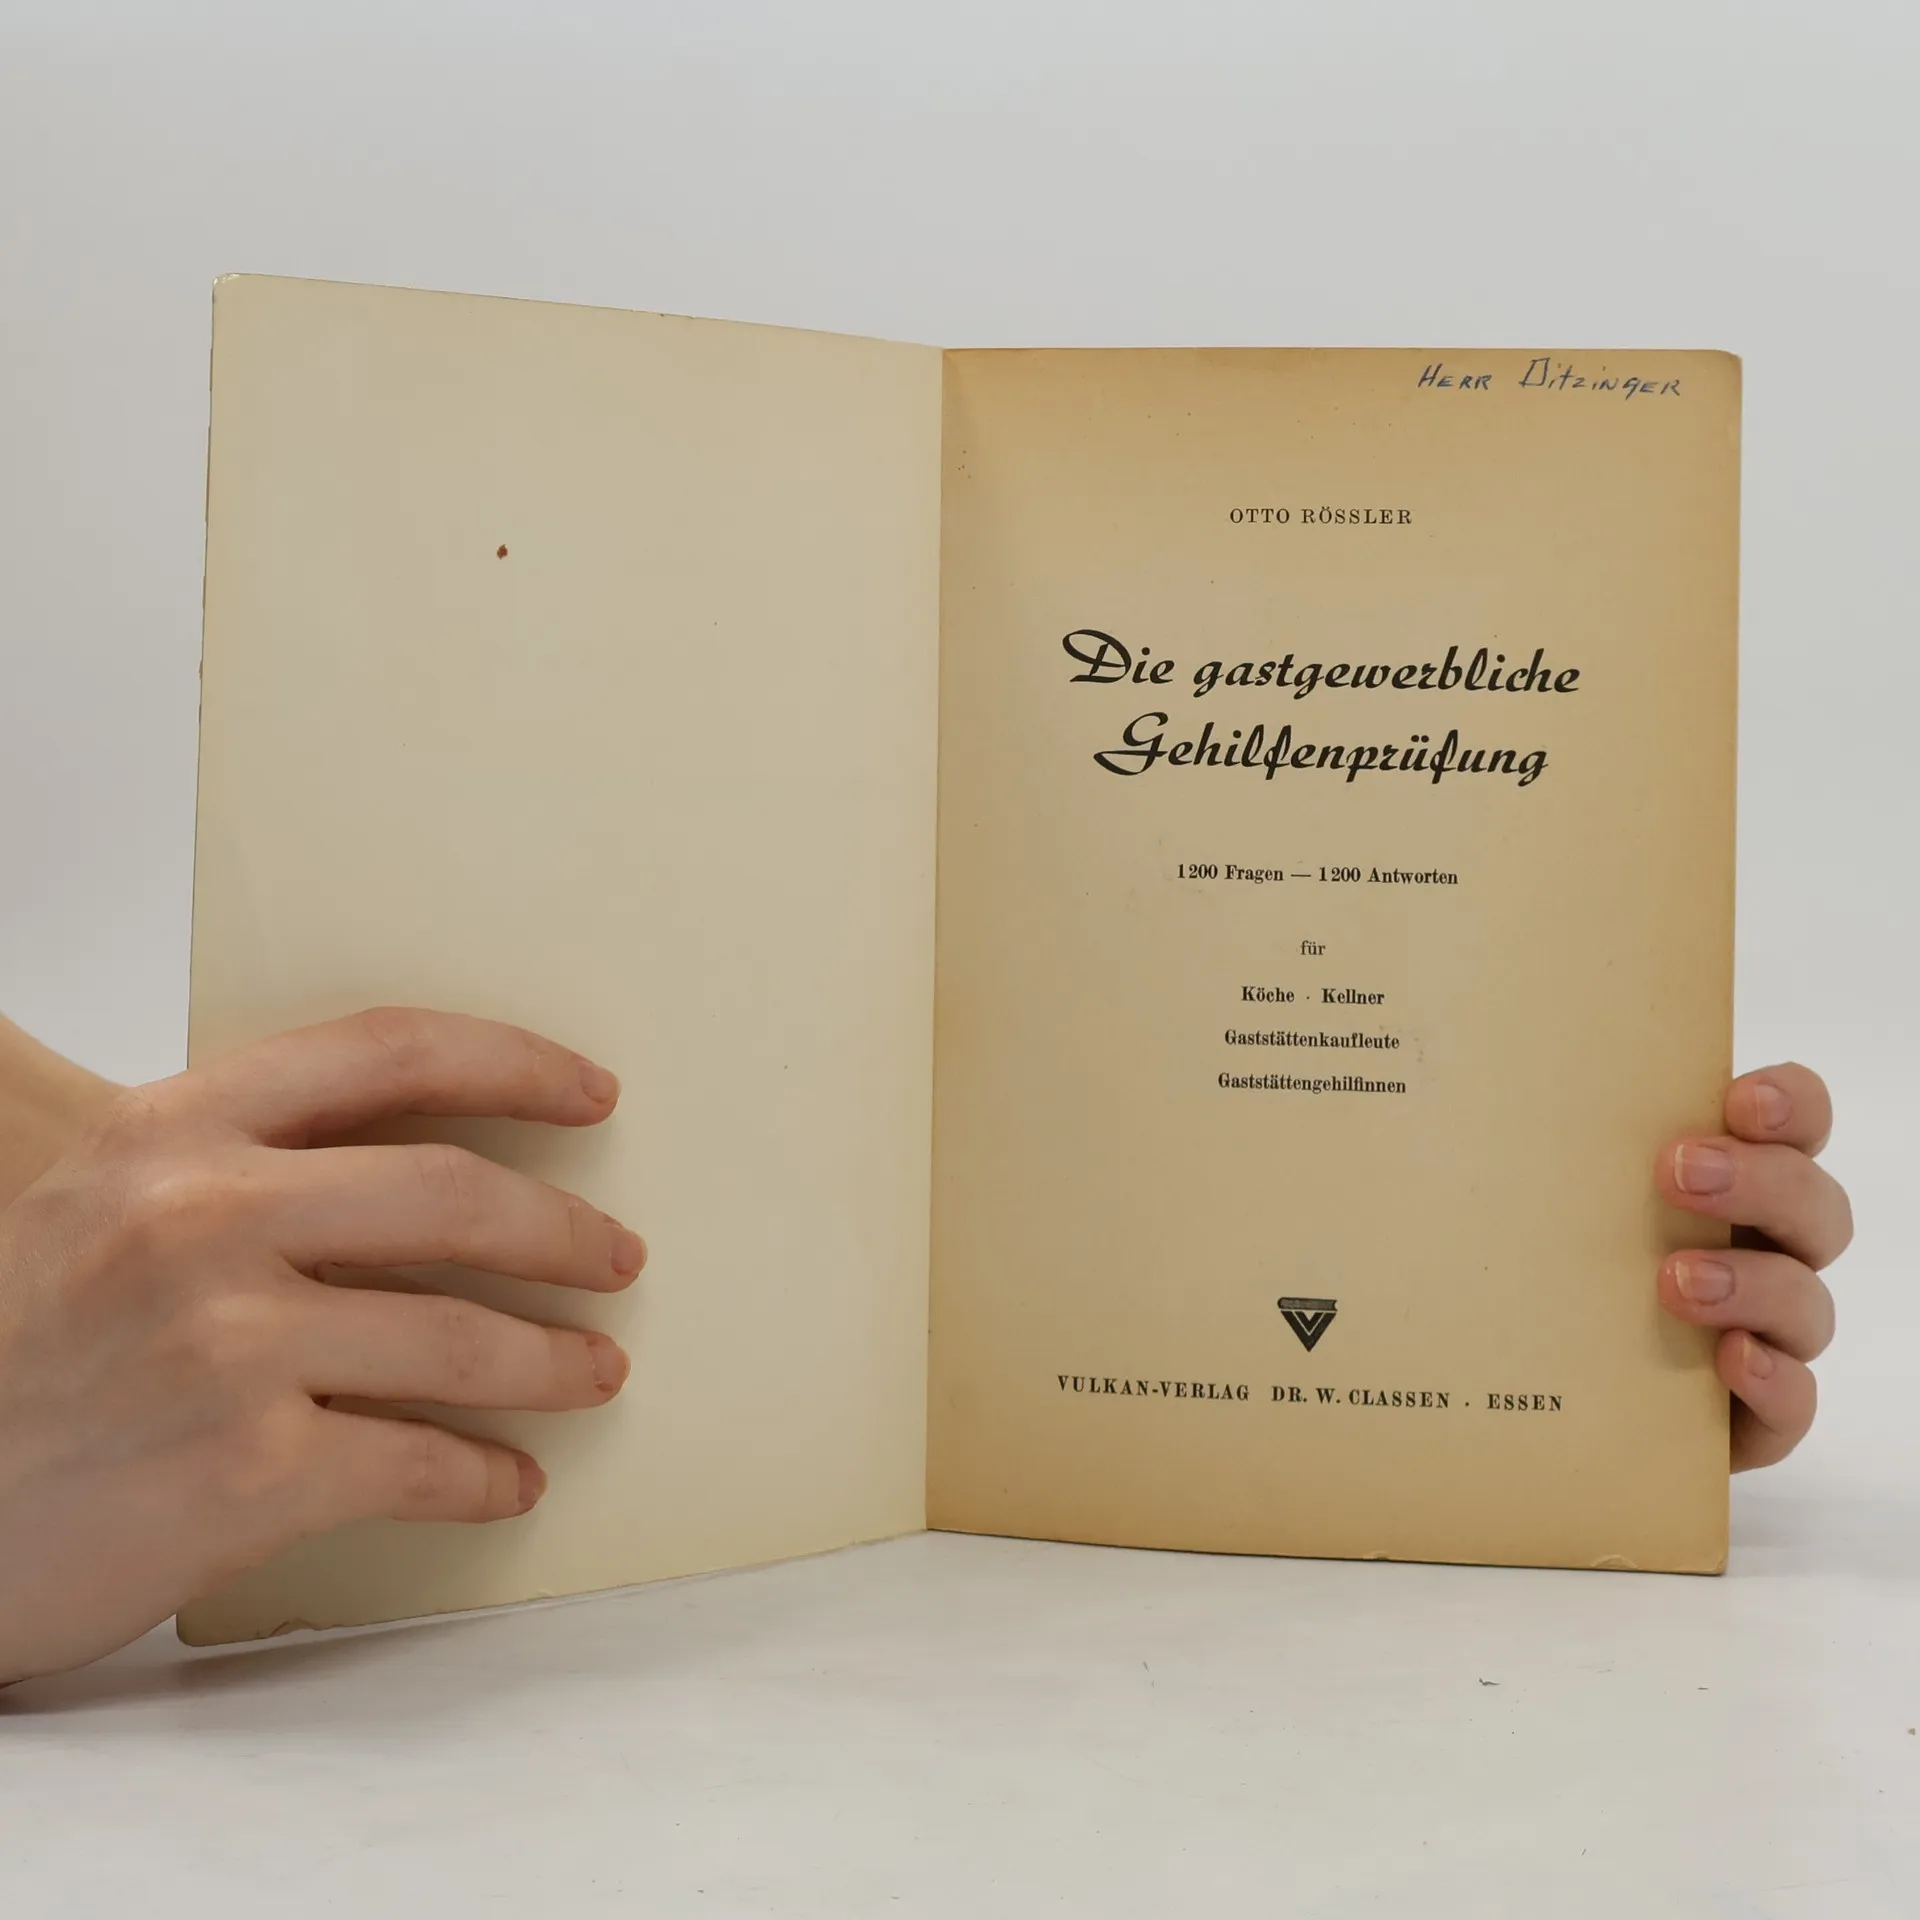 Herr Ditzinger
OTTO RÖSSLER
Die gastgewerbliche
Gehilfenprüfung
1200 Fragen — 1200 Antworten
für
Köche · Kellner
Gaststättenkaufleute
Gaststättengehilfinnen
VULKAN-VERLAG DR. W. CLASSEN · ESSEN